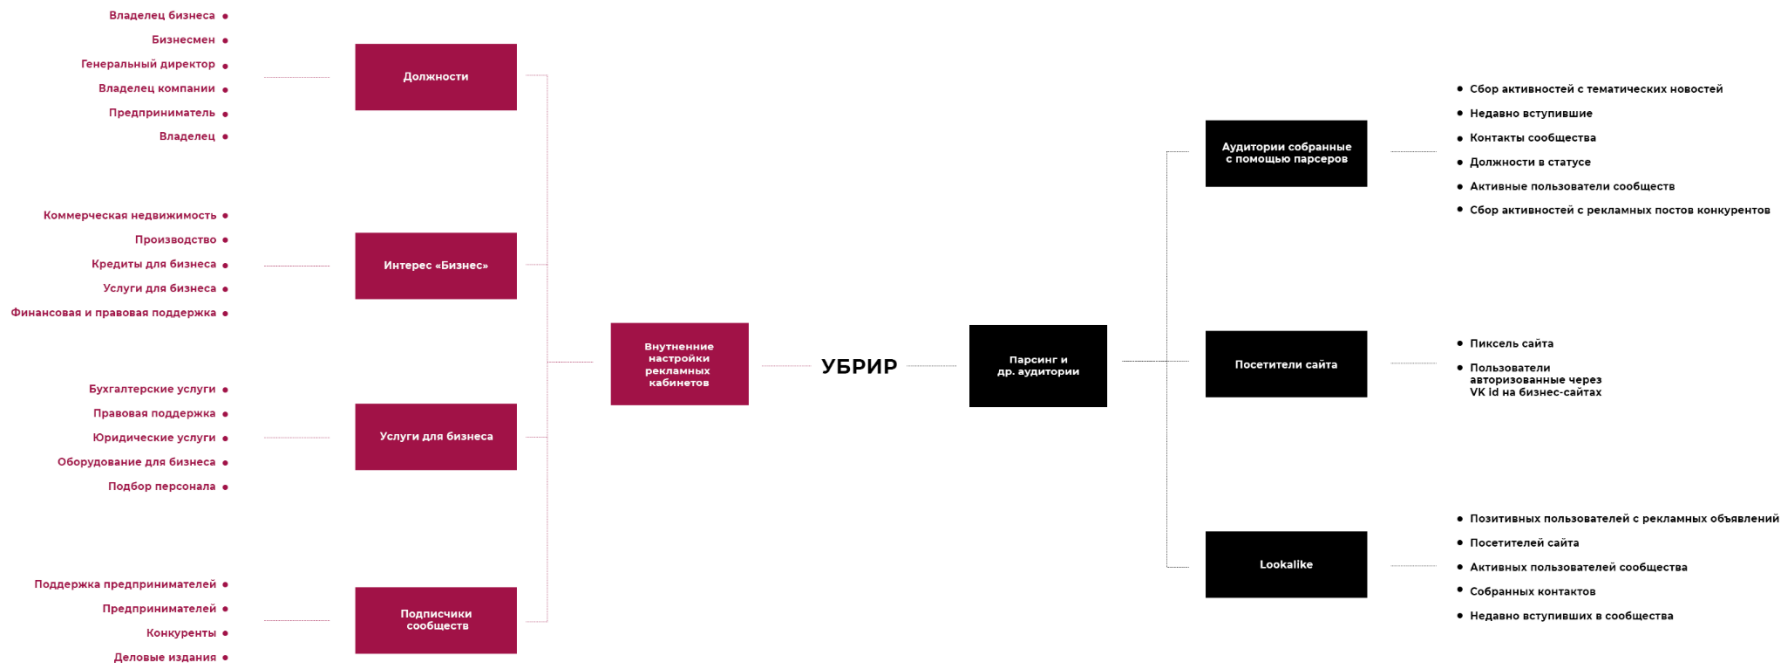 Владелец бизнеса
Бизнесмен
Генеральный директор
Владелец компании
Предприниматель
Владелец
Должности
Коммерческая недвижимость
Производство
Кредиты для бизнеса
Услуги для бизнеса
Финансовая и правовая поддержка
Интерес «Бизнес»
Бухгалтерские услуги
Правовая поддержка
Юридические услуги
Оборудование для бизнеса
Подбор персонала
Услуги для бизнеса
Поддержка предпринимателей
Предпринимателей
Конкуренты
Деловые издания
Подписчики
сообществ
Внутненние
настройки
рекламных
кабинетов
УБРИР
Парсинг и
др. аудитории
Аудитории собранные
с помощью парсеров
Сбор активностей с тематических новостей
Недавно вступившие
Контакты сообщества
Должности в статусе
Активные пользователи сообществ
Сбор активностей с рекламных постов конкурентов
Посетители сайта
Пиксель сайта
Пользователи
авторизованные через
VK id на бизнес-сайтах
Lookalike
Позитивных пользователей с рекламных объявлений
Посетителей сайта
Активных пользователей сообщества
Собранных контактов
Недавно вступивших в сообщества